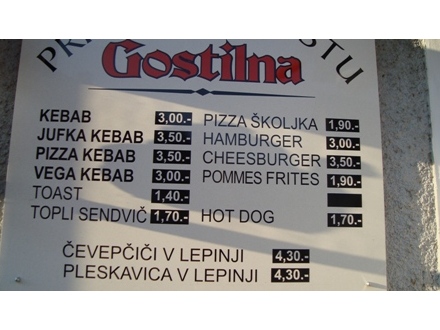 Gostilna
KEBAB 3,00.-
JUFKA KEBAB 3,50.-
PIZZA KEBAB 3,50.-
VEGA KEBAB 3,00.-
TOAST 1,40.-
TOPLI SENDVIČ 1,70.-
PIZZA ŠKOLJKA 1,90.-
HAMBURGER 3,00.-
CHEESBURGER 3,50.-
POMMES FRITES 1,90.-
HOT DOG 1,70.-
ČEVEPČIČI V LEPINJI 4,30.-
PLESKAVICA V LEPINJI 4,30.-